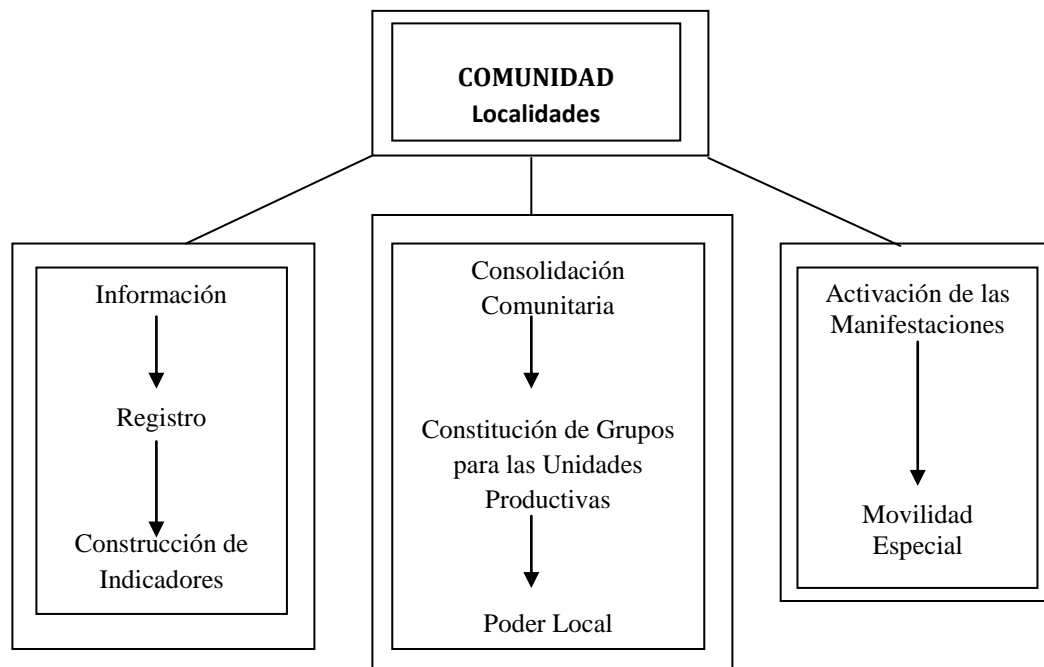 COMUNIDAD
Localidades
Información
Registro
Construcción de
Indicadores
Consolidación
Comunitaria
Constitución de Grupos
para las Unidades
Productivas
Poder Local
Activación de las
Manifestaciones
Movilidad
Especial